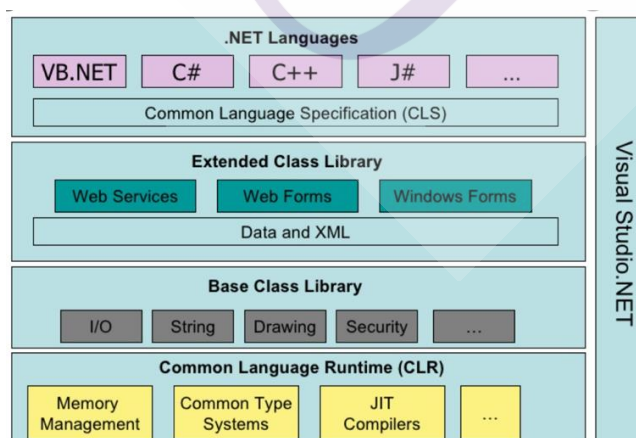 .NET Languages
VB.NET C# C++ J# ...
Common Language Specification (CLS)
Extended Class Library
Web Services Web Forms Windows Forms
Data and XML
Base Class Library
I/O String Drawing Security ...
Common Language Runtime (CLR)
Memory Management
Common Type Systems
JIT Compilers
...
Visual Studio.NET